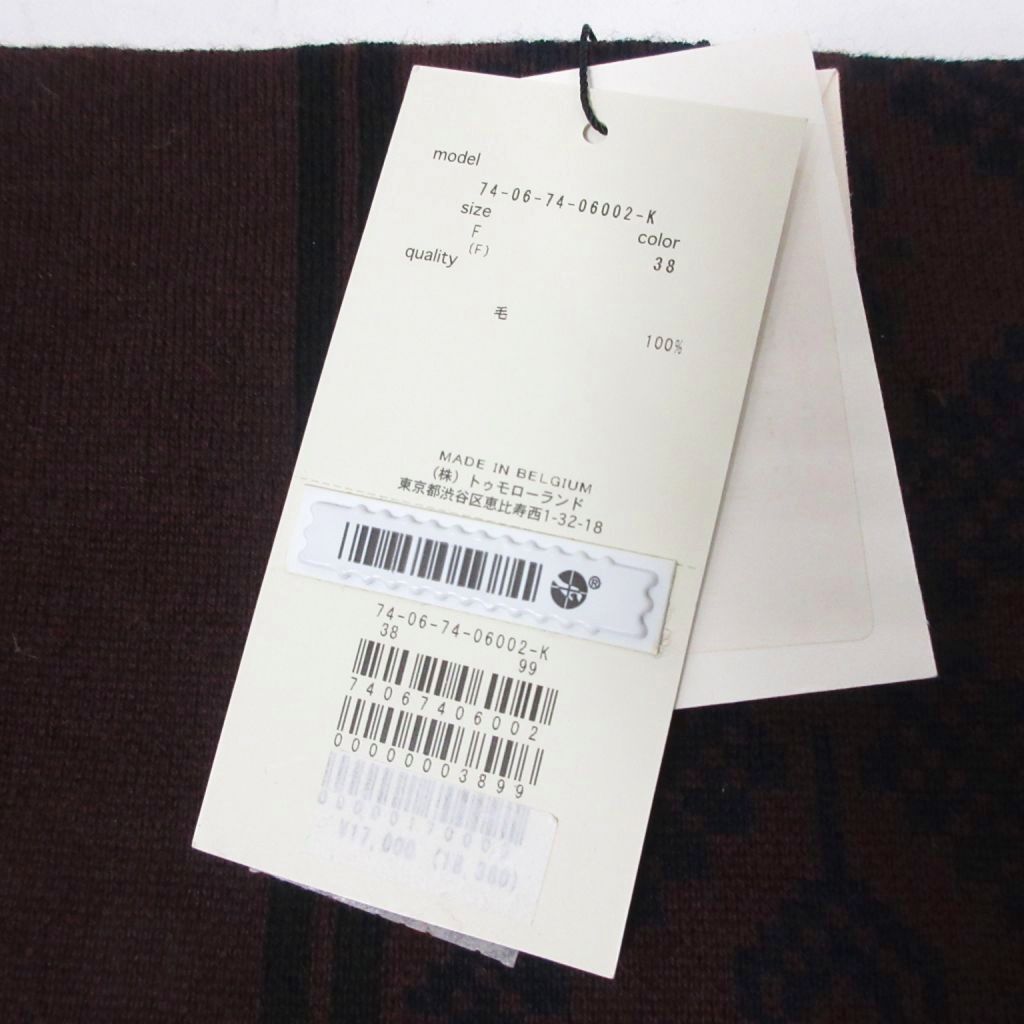 model
74-06-74-06002-K
size
F
(F)
color
38
quality
毛
100%
MADE IN BELGIUM
(株) トゥモローランド
東京都渋谷区恵比寿西1-32-18
®
74-06-74-06002-K
38
99
74067406002
00000003899
¥17,000 (18,360)